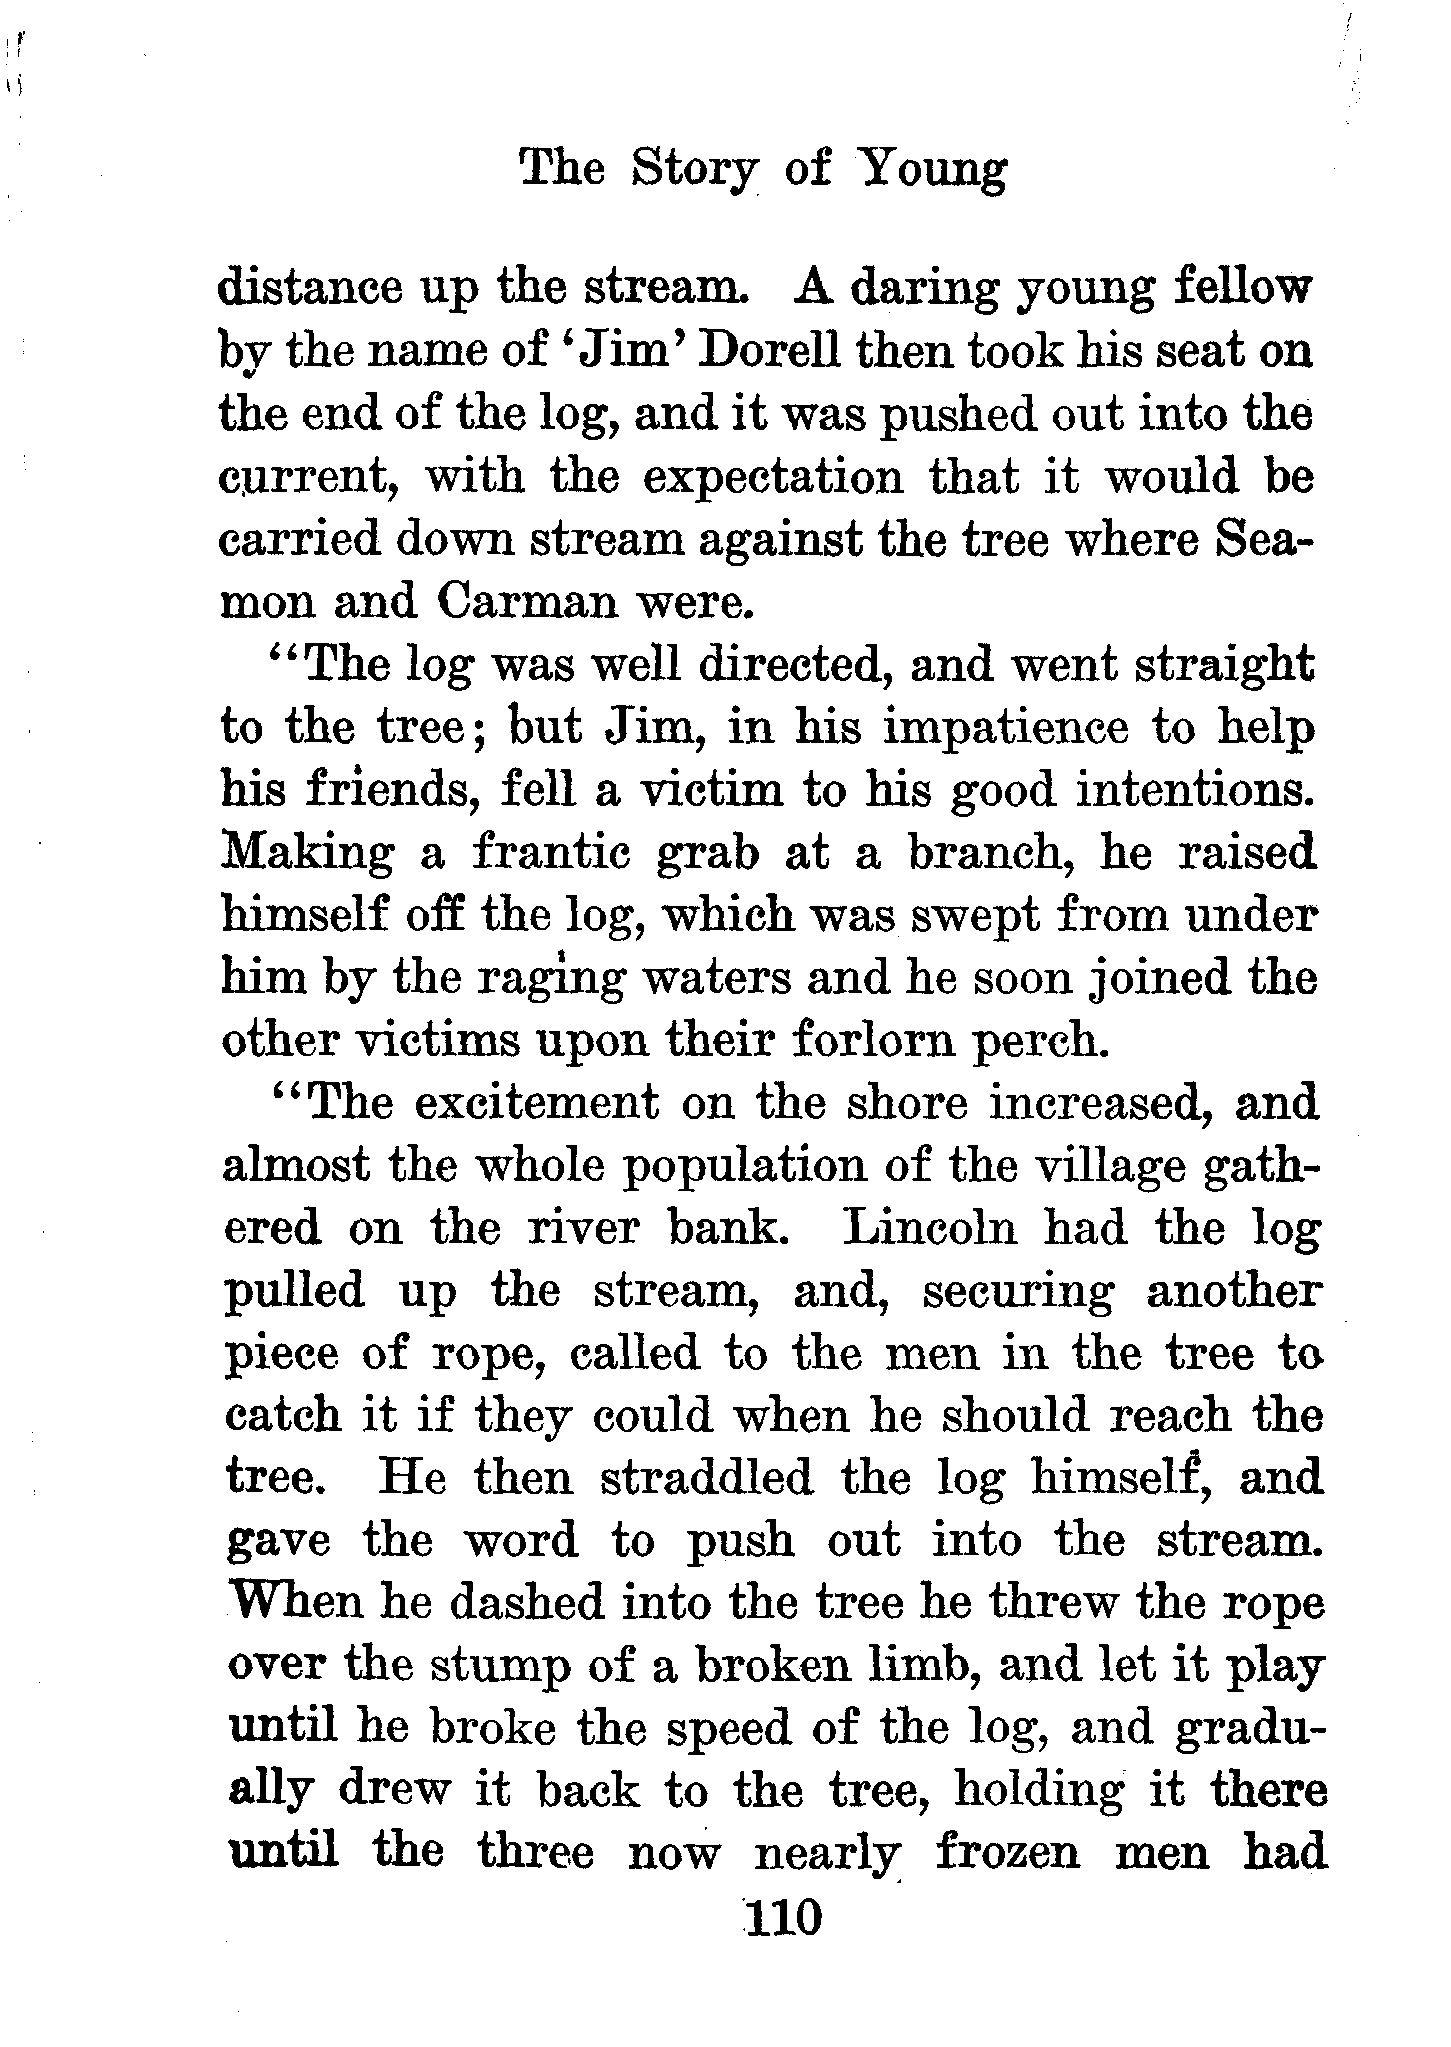 The Story of Young
distance up the stream. A daring young fellow
by the name of ‘Jim’ Dorell then took his seat on
the end of the log, and it was pushed out into the
current, with the expectation that it would be
carried down stream against the tree where Sea-
mon and Carman were.
“The log was well directed, and went straight
to the tree; but Jim, in his impatience to help
his friends, fell a victim to his good intentions.
Making a frantic grab at a branch, he raised
himself off the log, which was swept from under
him by the raging waters and he soon joined the
other victims upon their forlorn perch.
“The excitement on the shore increased, and
almost the whole population of the village gath-
ered on the river bank. Lincoln had the log
pulled up the stream, and, securing another
piece of rope, called to the men in the tree to
catch it if they could when he should reach the
tree. He then straddled the log himself, and
gave the word to push out into the stream.
When he dashed into the tree he threw the rope
over the stump of a broken limb, and let it play
until he broke the speed of the log, and gradu-
ally drew it back to the tree, holding it there
until the three now nearly frozen men had
110